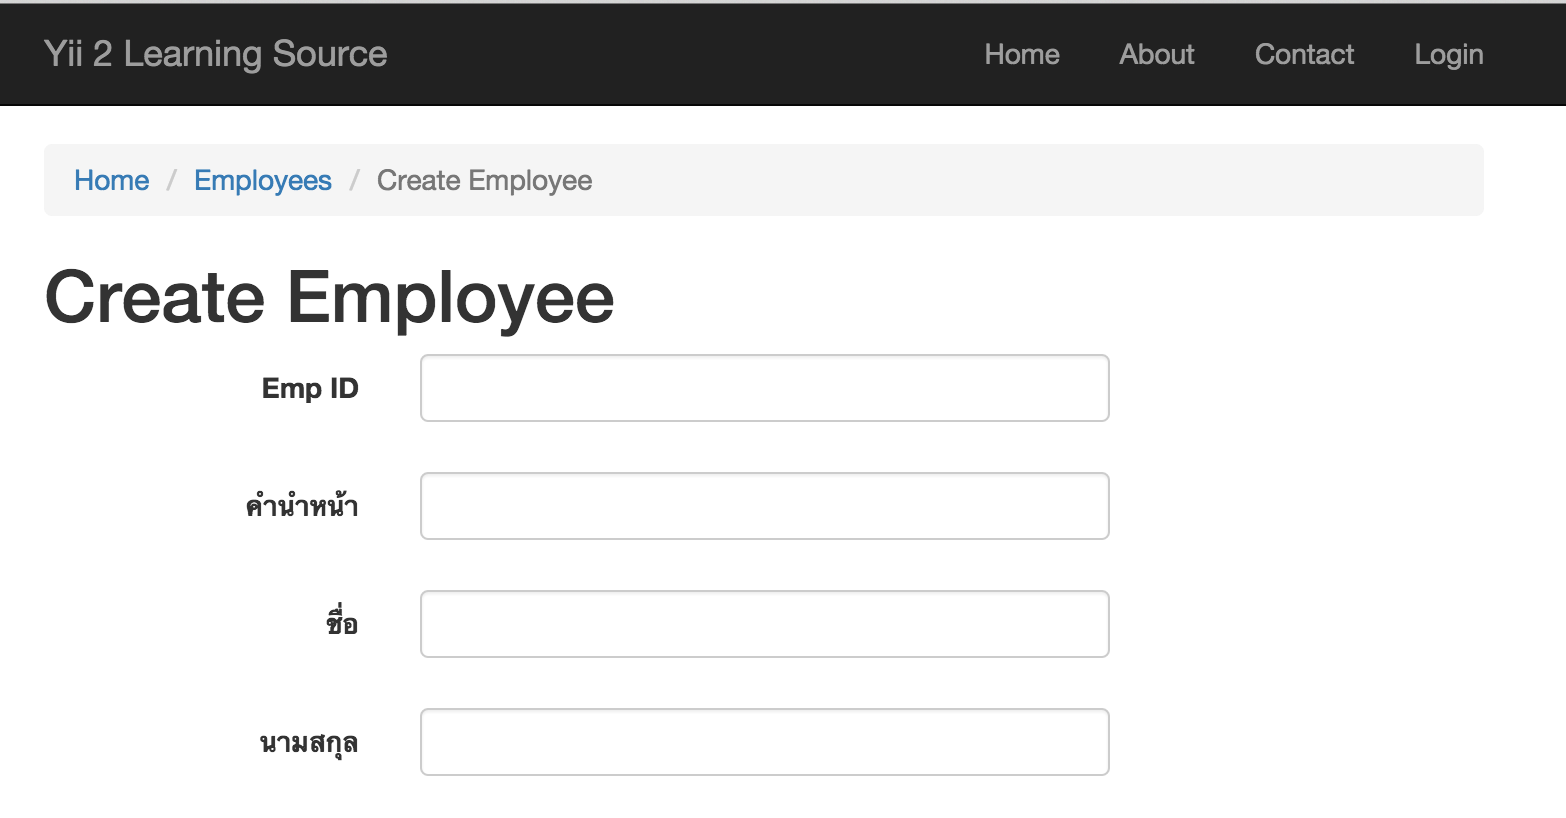 Yii 2 Learning Source Home About Contact Login
Home / Employees / Create Employee
Create Employee
Emp ID
คำนำหน้า
ชื่อ
นามสกุล